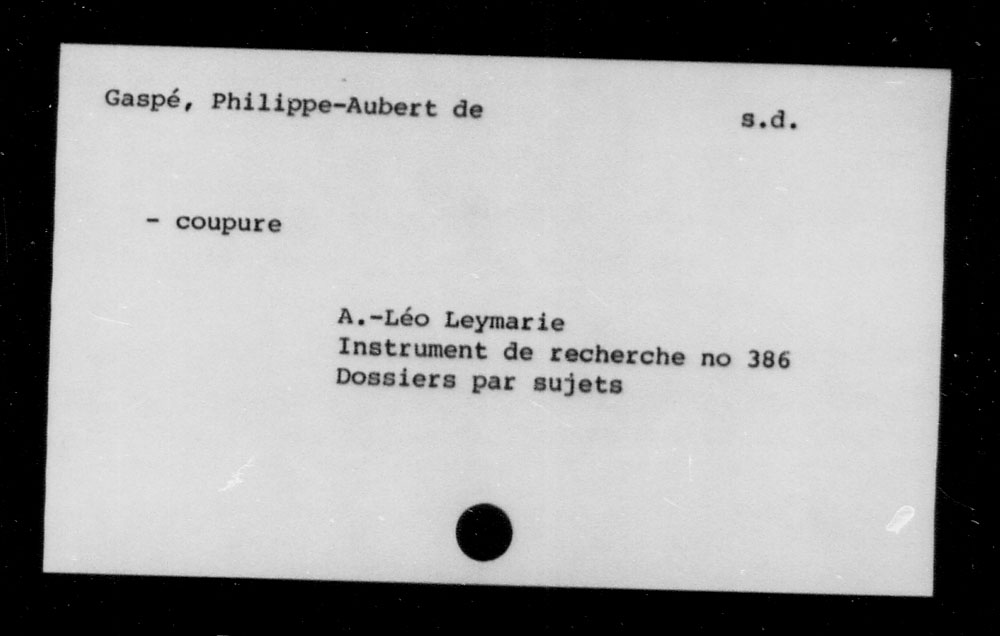 Gaspé, Philippe-Aubert de s.d.
- coupure
A.-Léo Leymarie
Instrument de recherche no 386
Dossiers par sujets